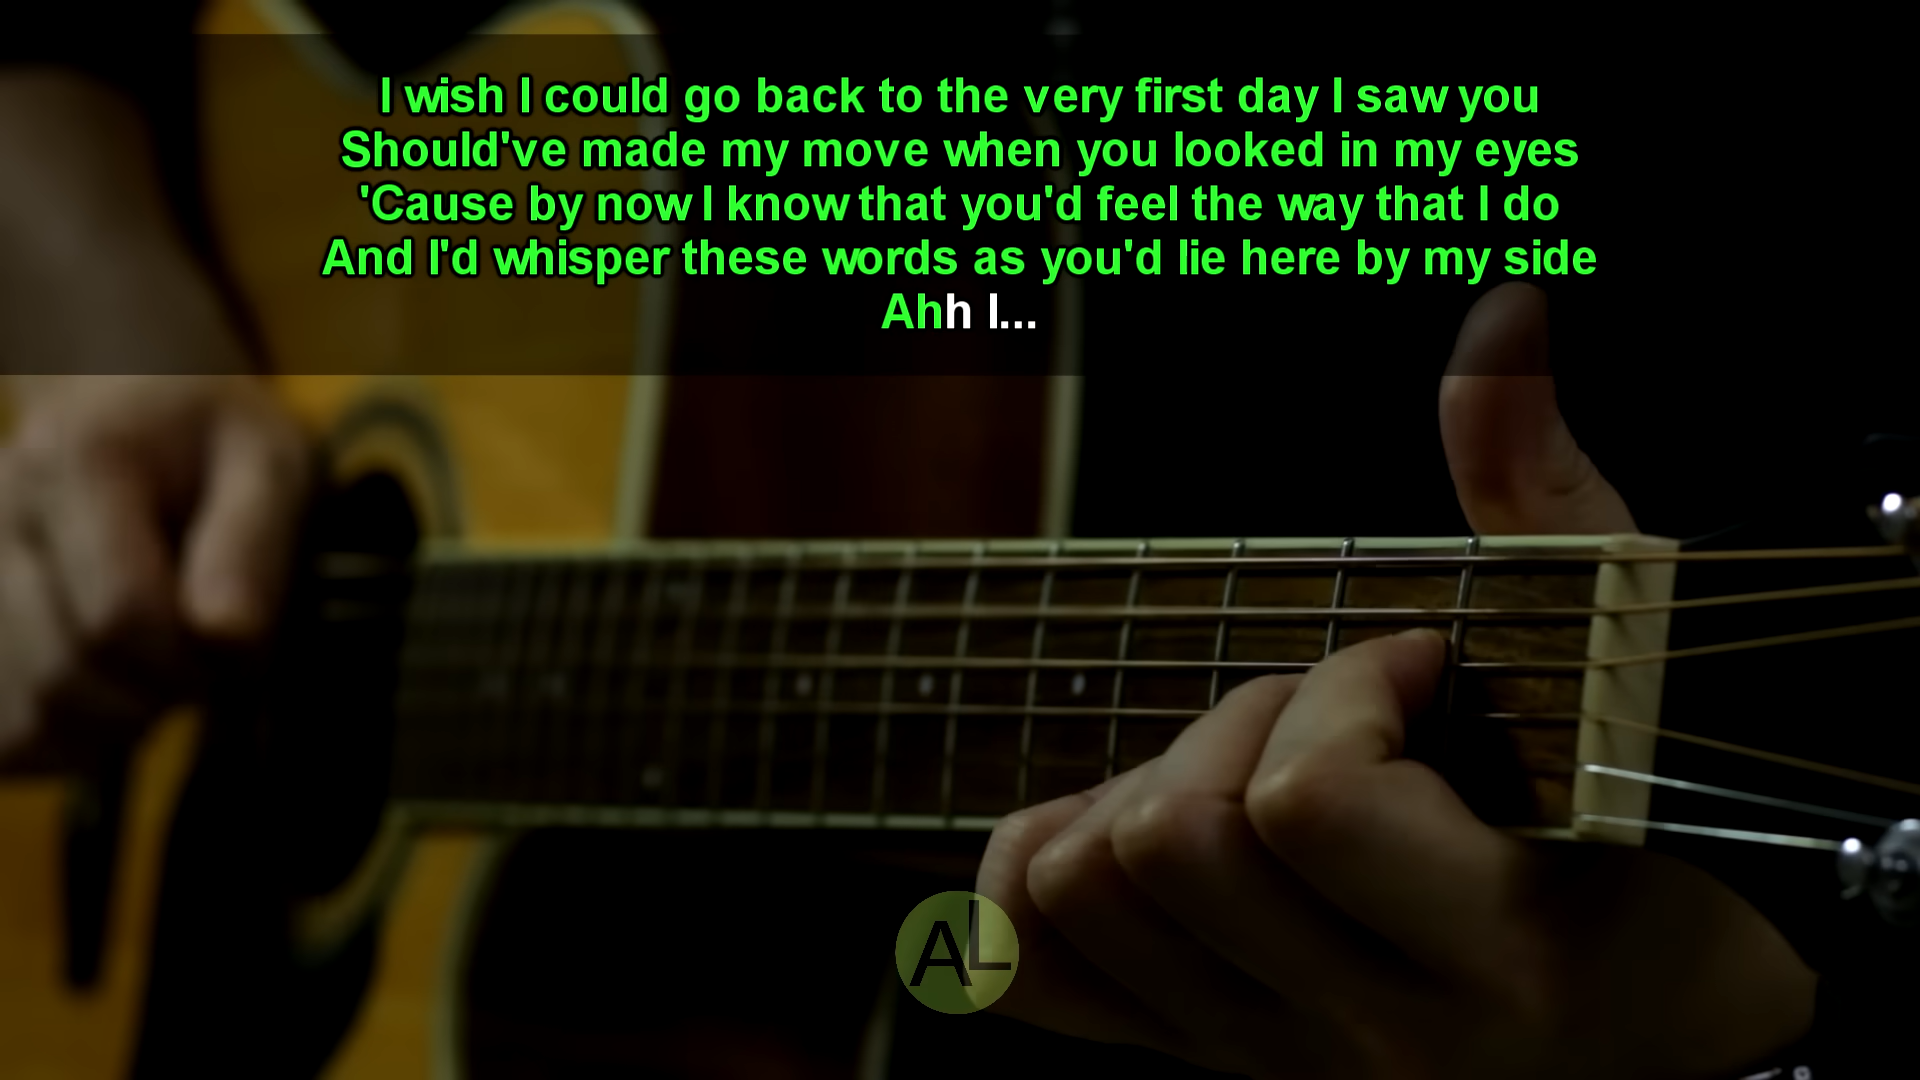 I wish I could go back to the very first day I saw you
Should've made my move when you looked in my eyes
'Cause by now I know that you'd feel the way that I do
And I'd whisper these words as you'd lie here by my side
Ahh I...
AL